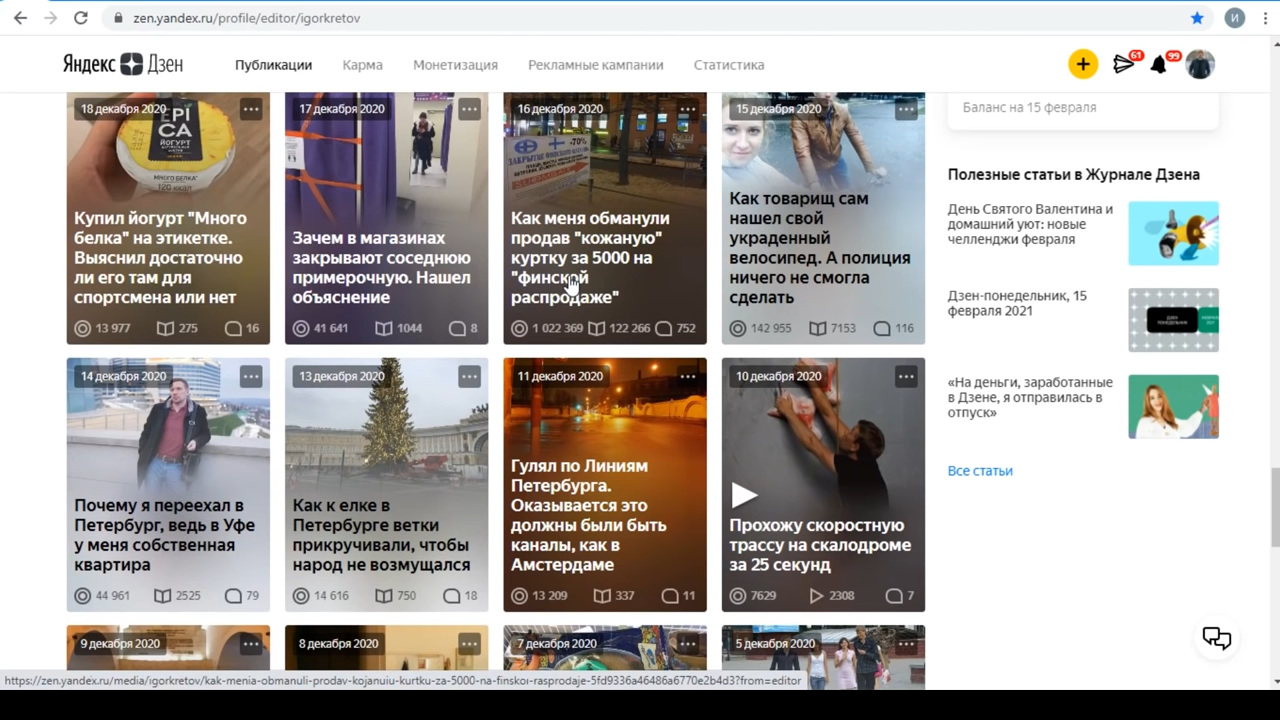 zen.yandex.ru/profile/editor/igorkretov
И
Яндекс Дзен
Публикации
Карма
Монетизация
Рекламные кампании
Статистика
61
99
18 декабря 2020
EPICA
ЙОГУРТ
МНОГО БЕЛКА
120 ккал
Купил йогурт "Много
белка" на этикетке.
Выяснил достаточно
ли его там для
спортсмена или нет
13 977
275
16
17 декабря 2020
Зачем в магазинах
закрывают соседнюю
примерочную. Нашел
объяснение
41 641
1044
8
16 декабря 2020
-70%
Как меня обманули
продав "кожаную"
куртку за 5000 на
"финской
распродаже"
1 022 369
122 266
752
15 декабря 2020
Как товарищ сам
нашел свой
украденный
велосипед. А полиция
ничего не смогла
сделать
142 955
7153
116
14 декабря 2020
Почему я переехал в
Петербург, ведь в Уфе
у меня собственная
квартира
44 961
2525
79
13 декабря 2020
Как к елке в
Петербурге ветки
прикручивали, чтобы
народ не возмущался
14 616
750
18
11 декабря 2020
Гулял по Линиям
Петербурга.
Оказывается это
должны были быть
каналы, как в
Амстердаме
13 209
337
11
10 декабря 2020
Прохожу скоростную
трассу на скалодроме
за 25 секунд
7629
2308
7
9 декабря 2020
8 декабря 2020
7 декабря 2020
5 декабря 2020
Баланс на 15 февраля
Полезные статьи в Журнале Дзена
День Святого Валентина и
домашний уют: новые
челленджи февраля
Дзен-понедельник, 15
февраля 2021
«На деньги, заработанные
в Дзене, я отправилась в
отпуск»
Все статьи
https://zen.yandex.ru/media/igorkretov/kak-menia-obmanuli-prodav-kojanuiu-kurtku-za-5000-na-finskoi-rasprodaje-5fd9336a46486a6770e2b4d3?from=editor